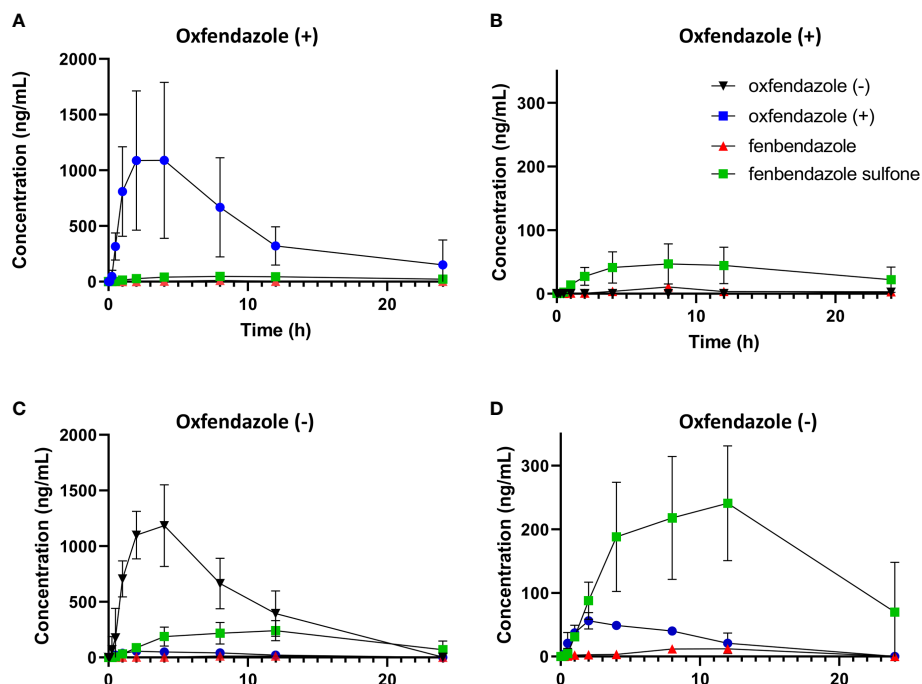 A
Oxfendazole (+)
Concentration (ng/mL)
2000
1500
1000
500
0
0 10 20
Time (h)
B
Oxfendazole (+)
Concentration (ng/mL)
300
200
100
0
0 10 20
Time (h)
oxfendazole (-)
oxfendazole (+)
fenbendazole
fenbendazole sulfone
C
Oxfendazole (-)
Concentration (ng/mL)
2000
1500
1000
500
0
0 10 20
D
Oxfendazole (-)
Concentration (ng/mL)
300
200
100
0
0 10 20